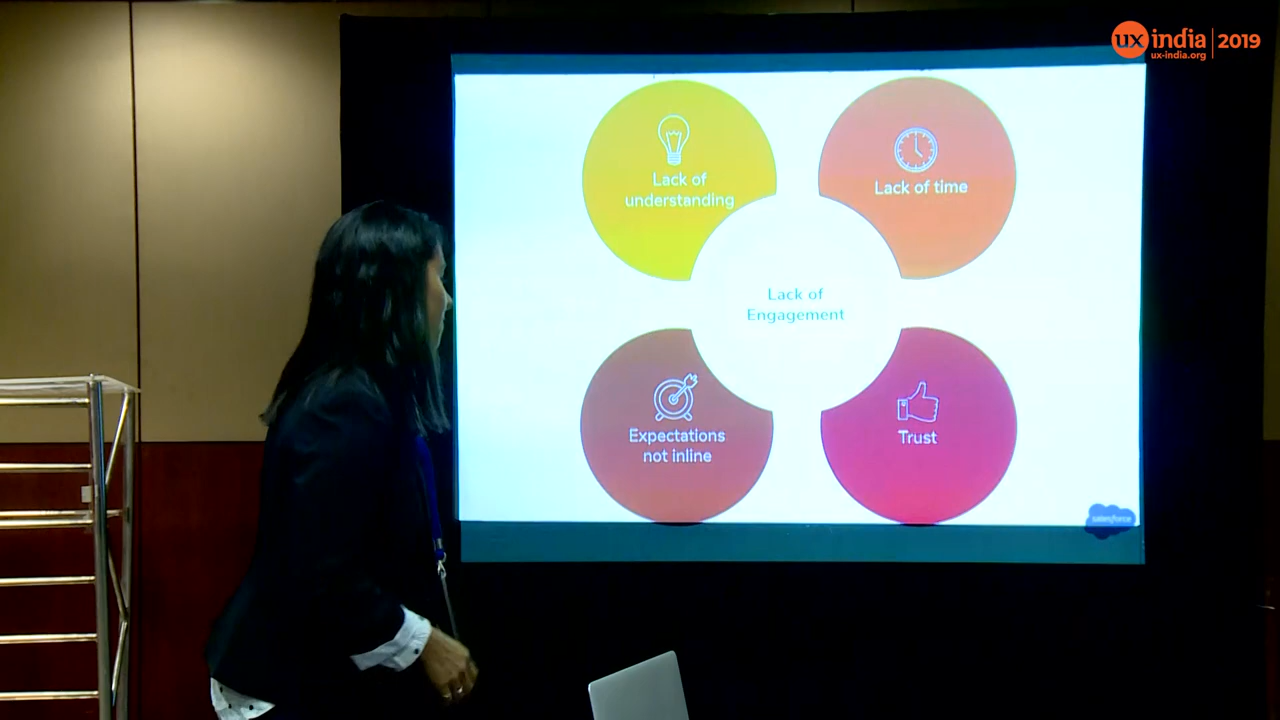 ux india 2019
ux-india.org
Lack of
understanding
Lack of time
Lack of
Engagement
Expectations
not inline
Trust
salesforce